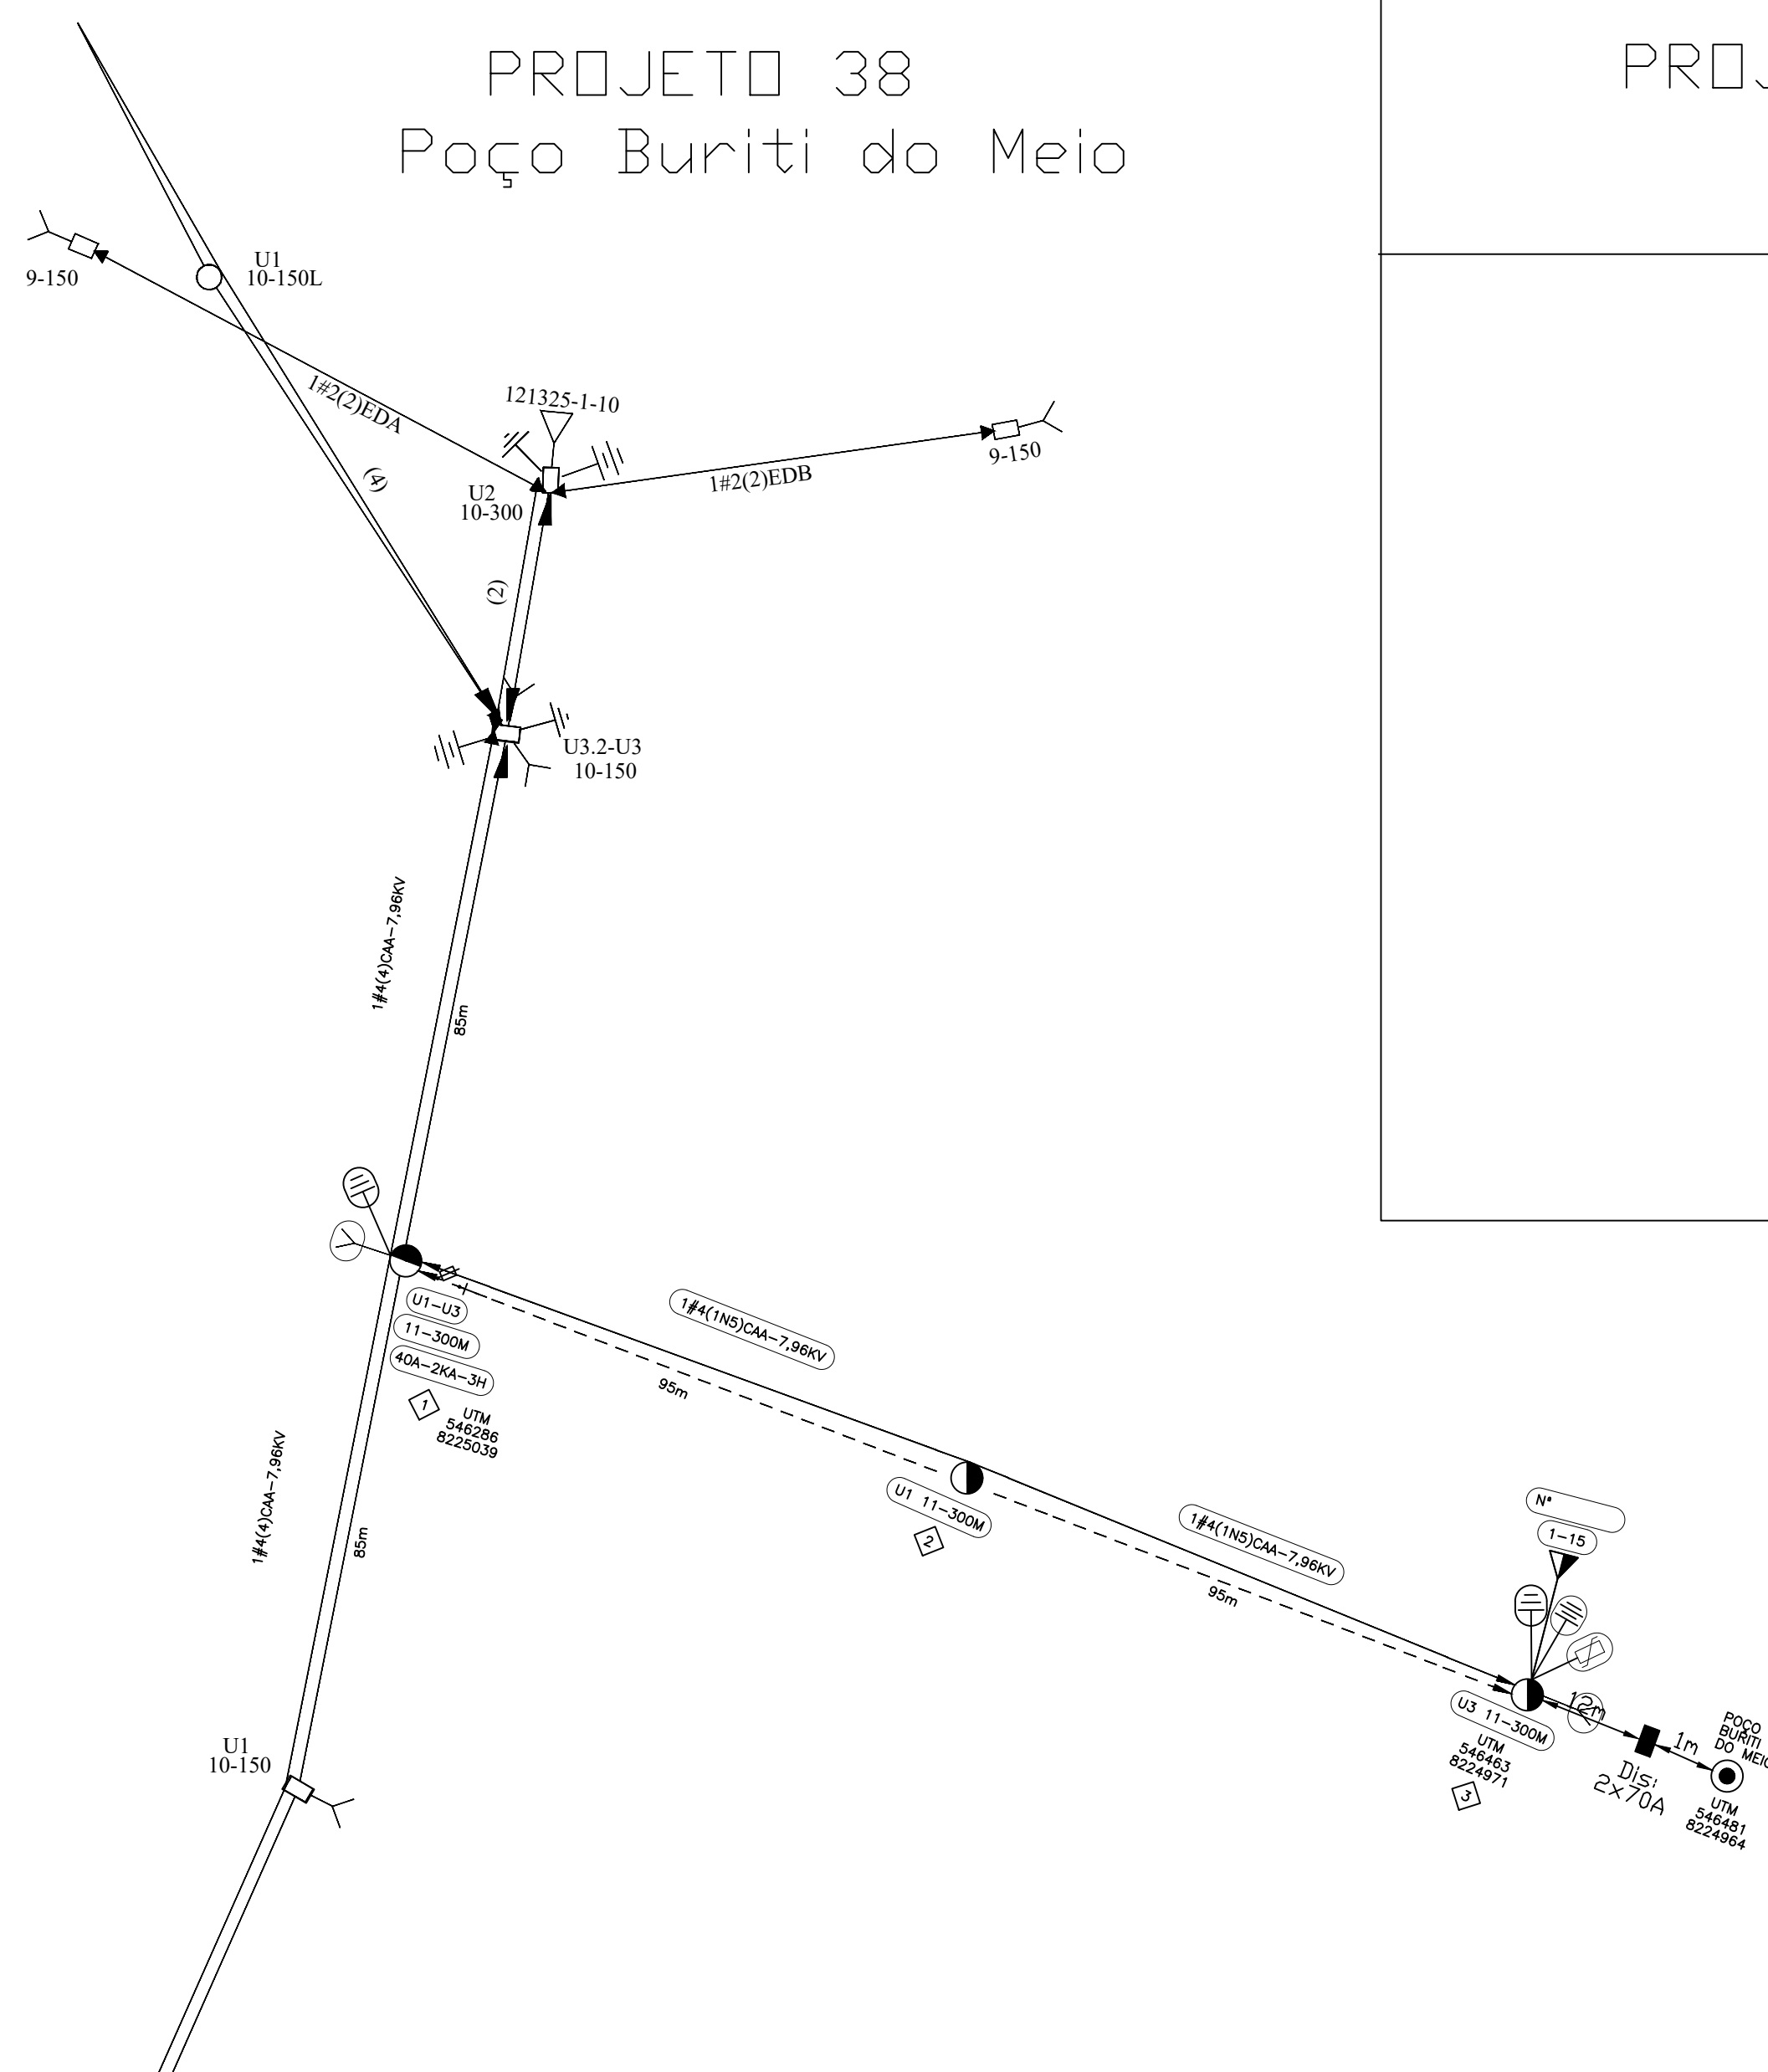 PROJETO 38
Poço Buriti do Meio
PROJ
9-150
U1
10-150L
1#2(2)EDA
(4)
121325-1-10
U2
10-300
1#2(2)EDB
9-150
(2)
U3.2-U3
10-150
1#4(4)CAA-7,96KV
85m
U1-U3
11-300M
40A-2KA-3H
1
UTM
546286
8225039
1#4(1N5)CAA-7,96KV
95m
1#4(4)CAA-7,96KV
85m
U1 11-300M
2
1#4(1N5)CAA-7,96KV
95m
N°
1-15
U3 11-300M
UTM
546463
8224971
3
12m
Disj
2x70A
1m
POÇO
BURITI
DO MEIO
UTM
546481
8224964
U1
10-150